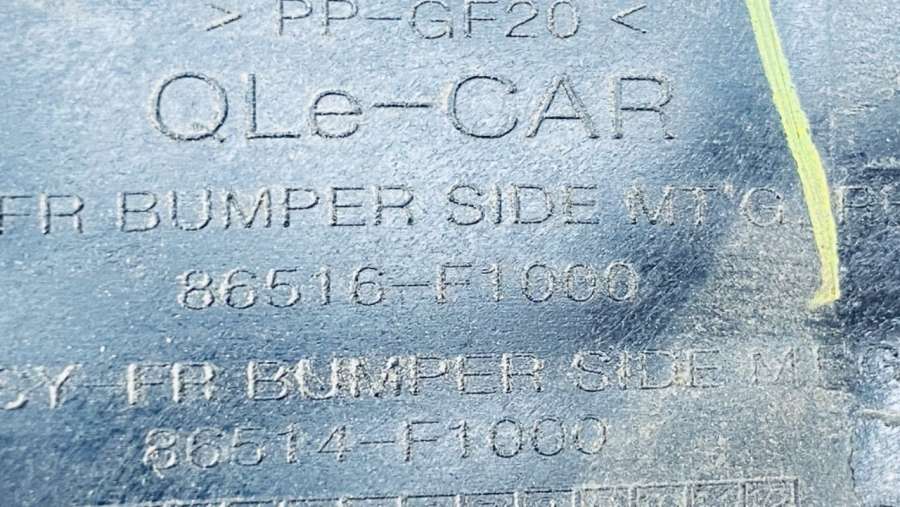 > PP-GF20 <
QLe-CAR
FR BUMPER SIDE MT'G
86516-F1000
FR BUMPER SIDE
86514-F1000